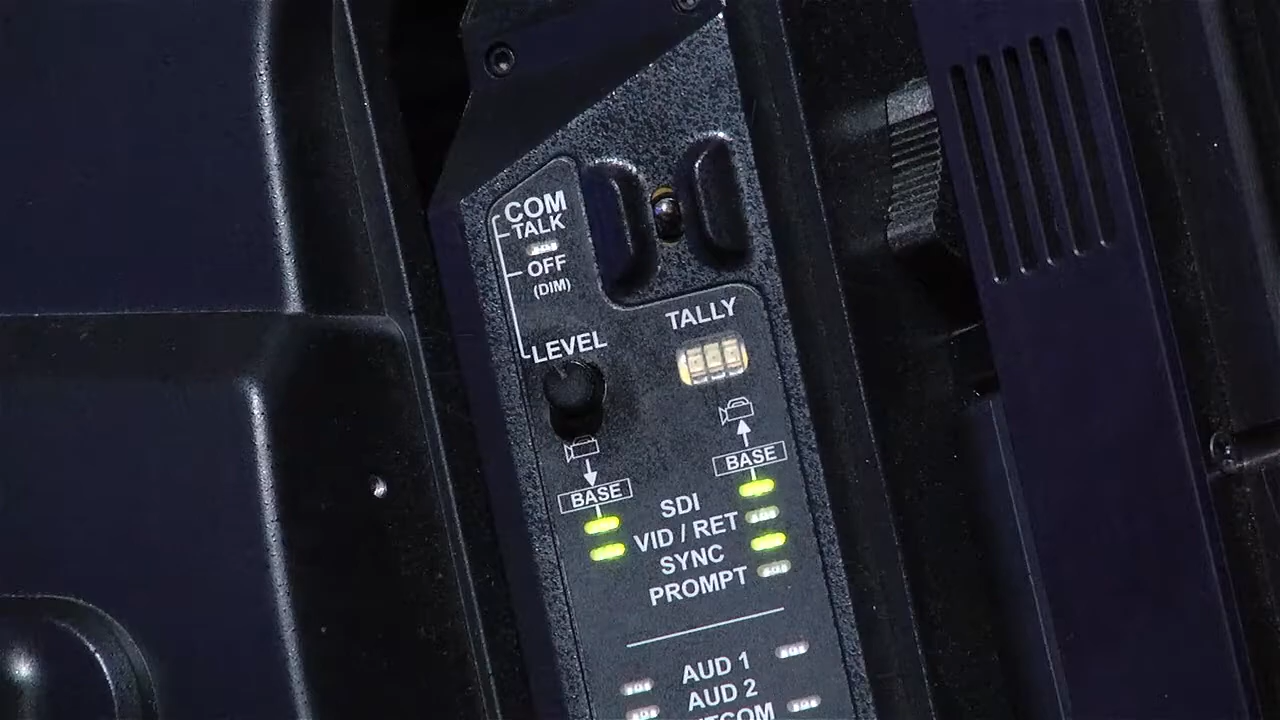 COM
TALK
OFF
(DIM)
LEVEL
TALLY
BASE
BASE
SDI
VID / RET
SYNC
PROMPT
AUD 1
AUD 2